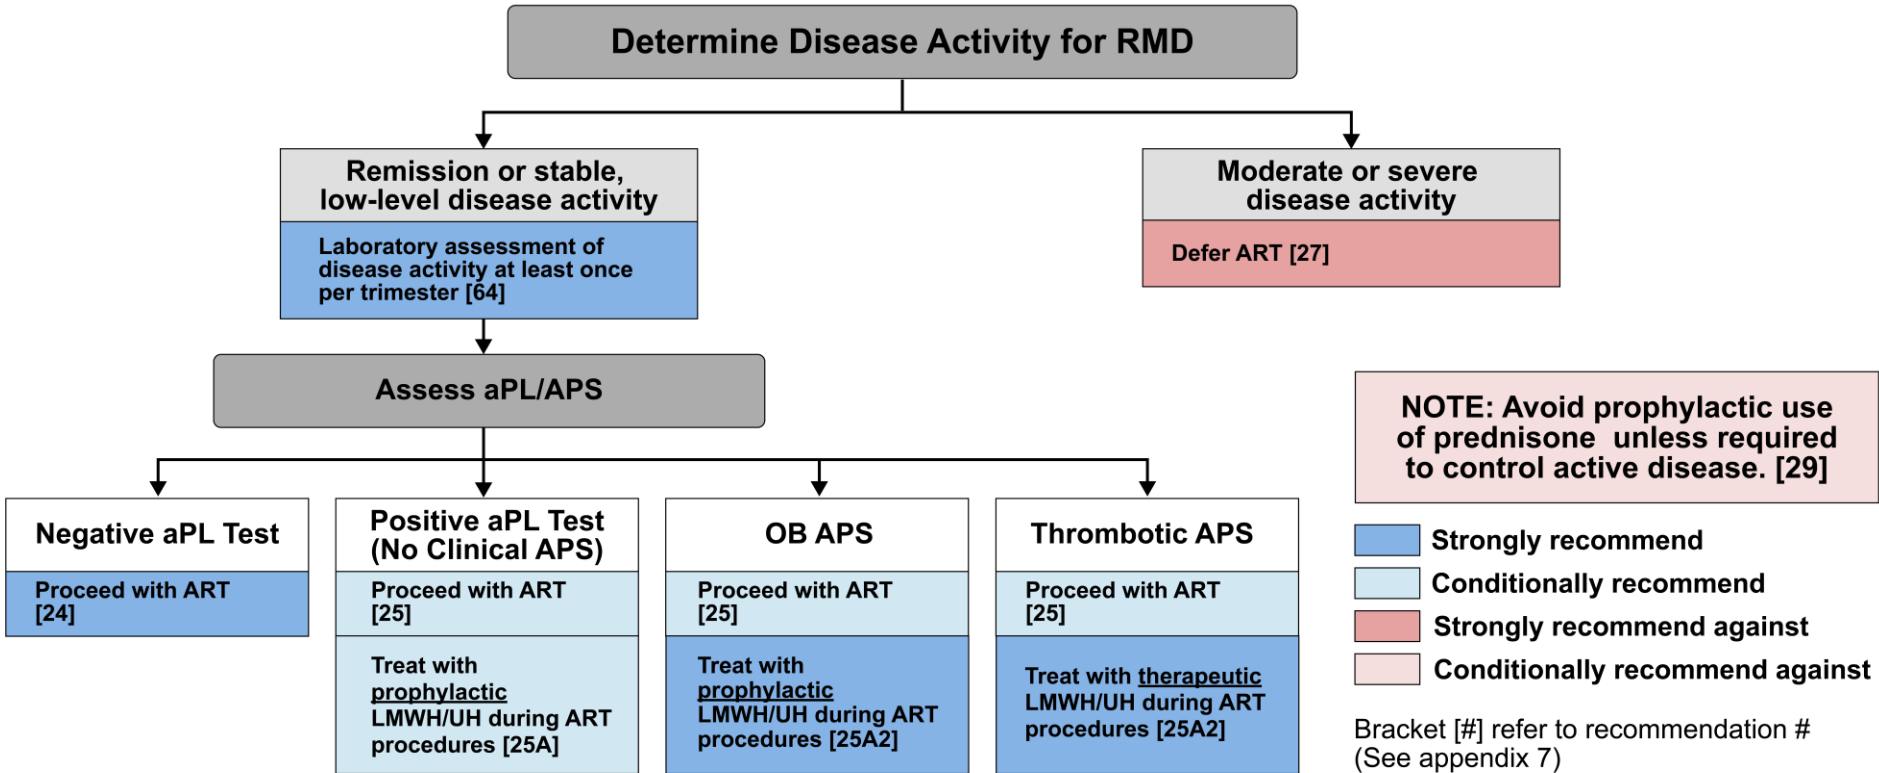 Determine Disease Activity for RMD
Remission or stable,
low-level disease activity
Laboratory assessment of
disease activity at least once
per trimester [64]
Moderate or severe
disease activity
Defer ART [27]
Assess aPL/APS
Negative aPL Test
Proceed with ART
[24]
Positive aPL Test
(No Clinical APS)
Proceed with ART
[25]
Treat with
prophylactic
LMWH/UH during ART
procedures [25A]
OB APS
Proceed with ART
[25]
Treat with
prophylactic
LMWH/UH during ART
procedures [25A2]
Thrombotic APS
Proceed with ART
[25]
Treat with therapeutic
LMWH/UH during ART
procedures [25A2]
NOTE: Avoid prophylactic use
of prednisone unless required
to control active disease. [29]
Strongly recommend
Conditionally recommend
Strongly recommend against
Conditionally recommend against
Bracket [#] refer to recommendation #
(See appendix 7)